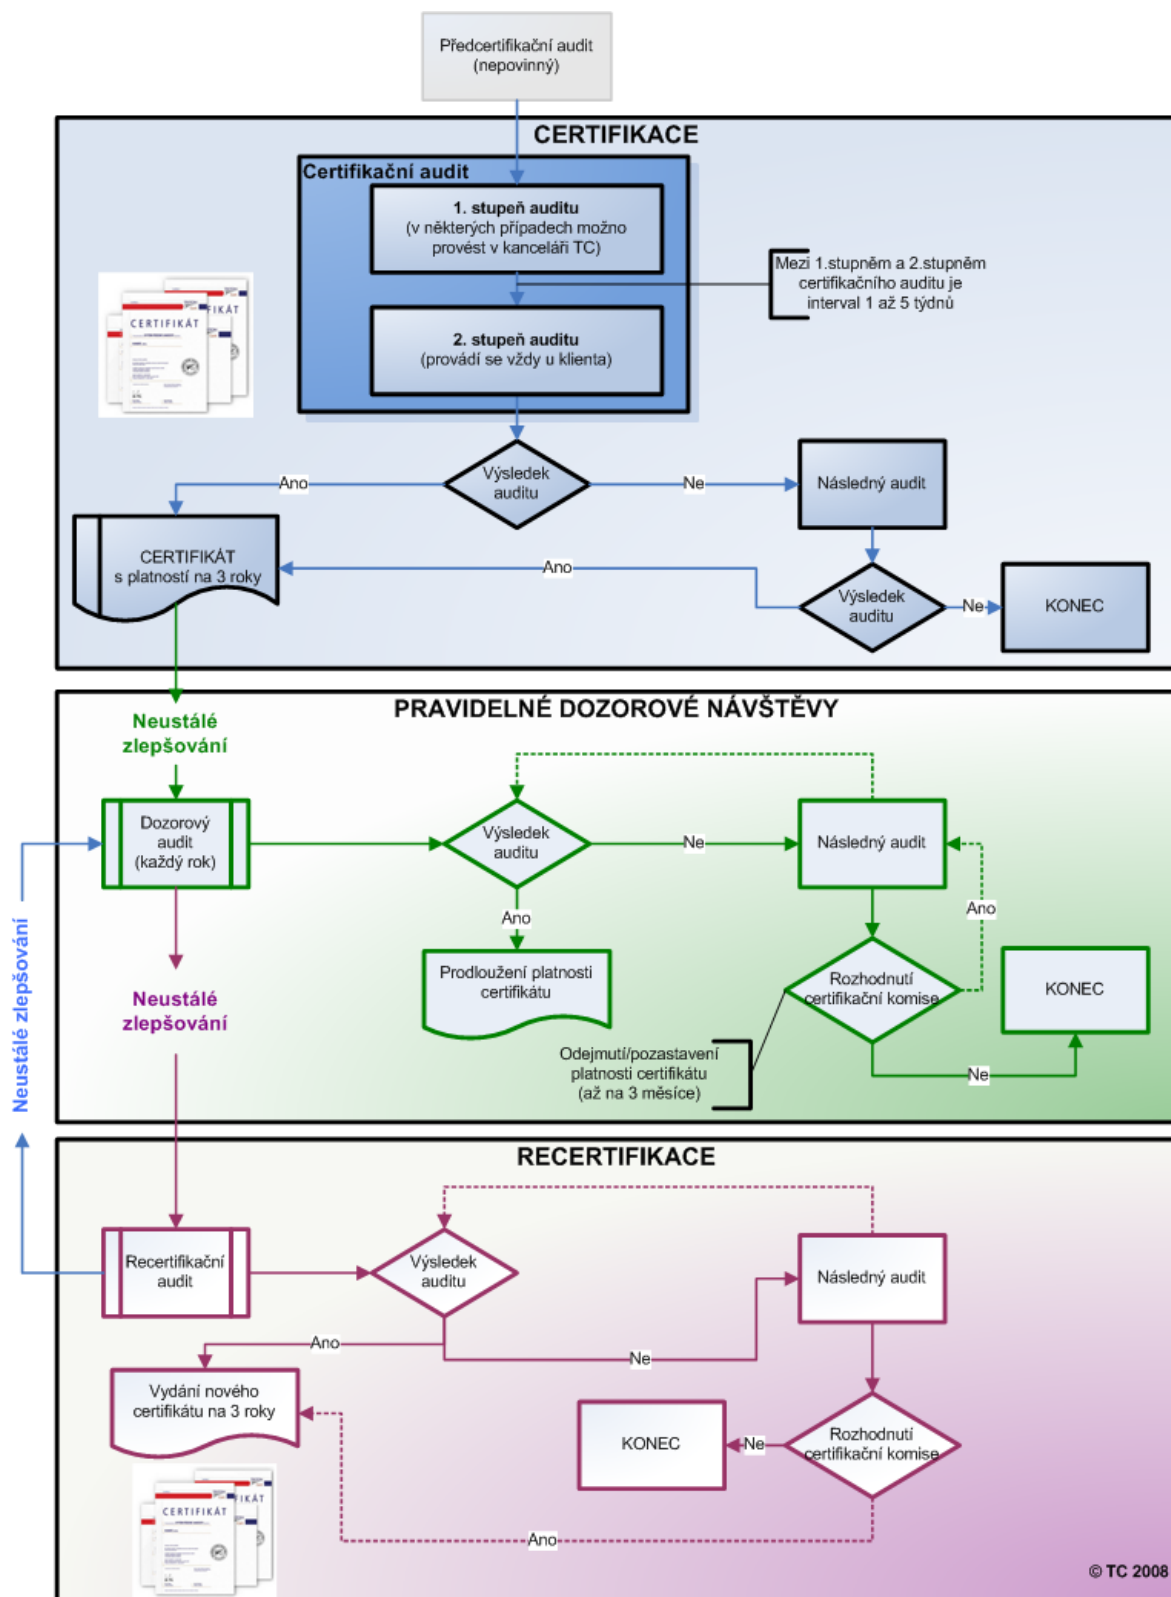 Předcertifikační audit
(nepovinný)
CERTIFIKACE
Certifikační audit
1. stupeň auditu
(v některých případech možno
provést v kanceláři TC)
Mezi 1.stupněm a 2.stupněm
certifikačního auditu je
interval 1 až 5 týdnů
2. stupeň auditu
(provádí se vždy u klienta)
CERTIFIKÁT
Výsledek
auditu
Ano
Ne
Následný audit
CERTIFIKÁT
s platností na 3 roky
Ano
Výsledek
auditu
Ne
KONEC
PRAVIDELNÉ DOZOROVÉ NÁVŠTĚVY
Neustálé
zlepšování
Dozorový
audit
(každý rok)
Výsledek
auditu
Ne
Následný audit
Ano
Ano
Prodloužení platnosti
certifikátu
Rozhodnutí
certifikační komise
KONEC
Neustálé
zlepšování
Neustálé zlepšování
Odejmutí/pozastavení
platnosti certifikátu
(až na 3 měsíce)
Ne
RECERTIFIKACE
Recertifikační
audit
Výsledek
auditu
Následný audit
Ano
Ne
Vydání nového
certifikátu na 3 roky
KONEC
Ne
Rozhodnutí
certifikační komise
CERTIFIKÁT
Ano
© TC 2008